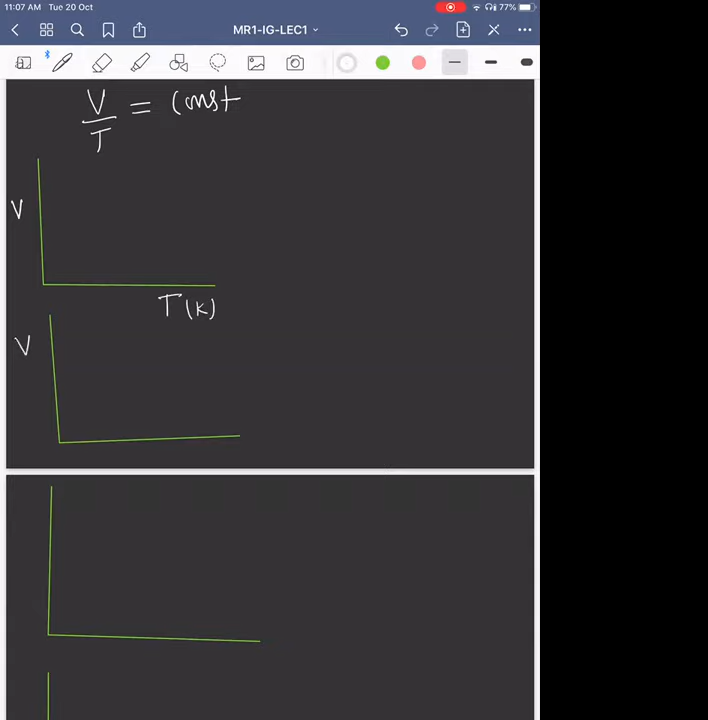 11:07 AM Tue 20 Oct
77%
MR1-IG-LEC1
V
T
= const
V
T (K)
V